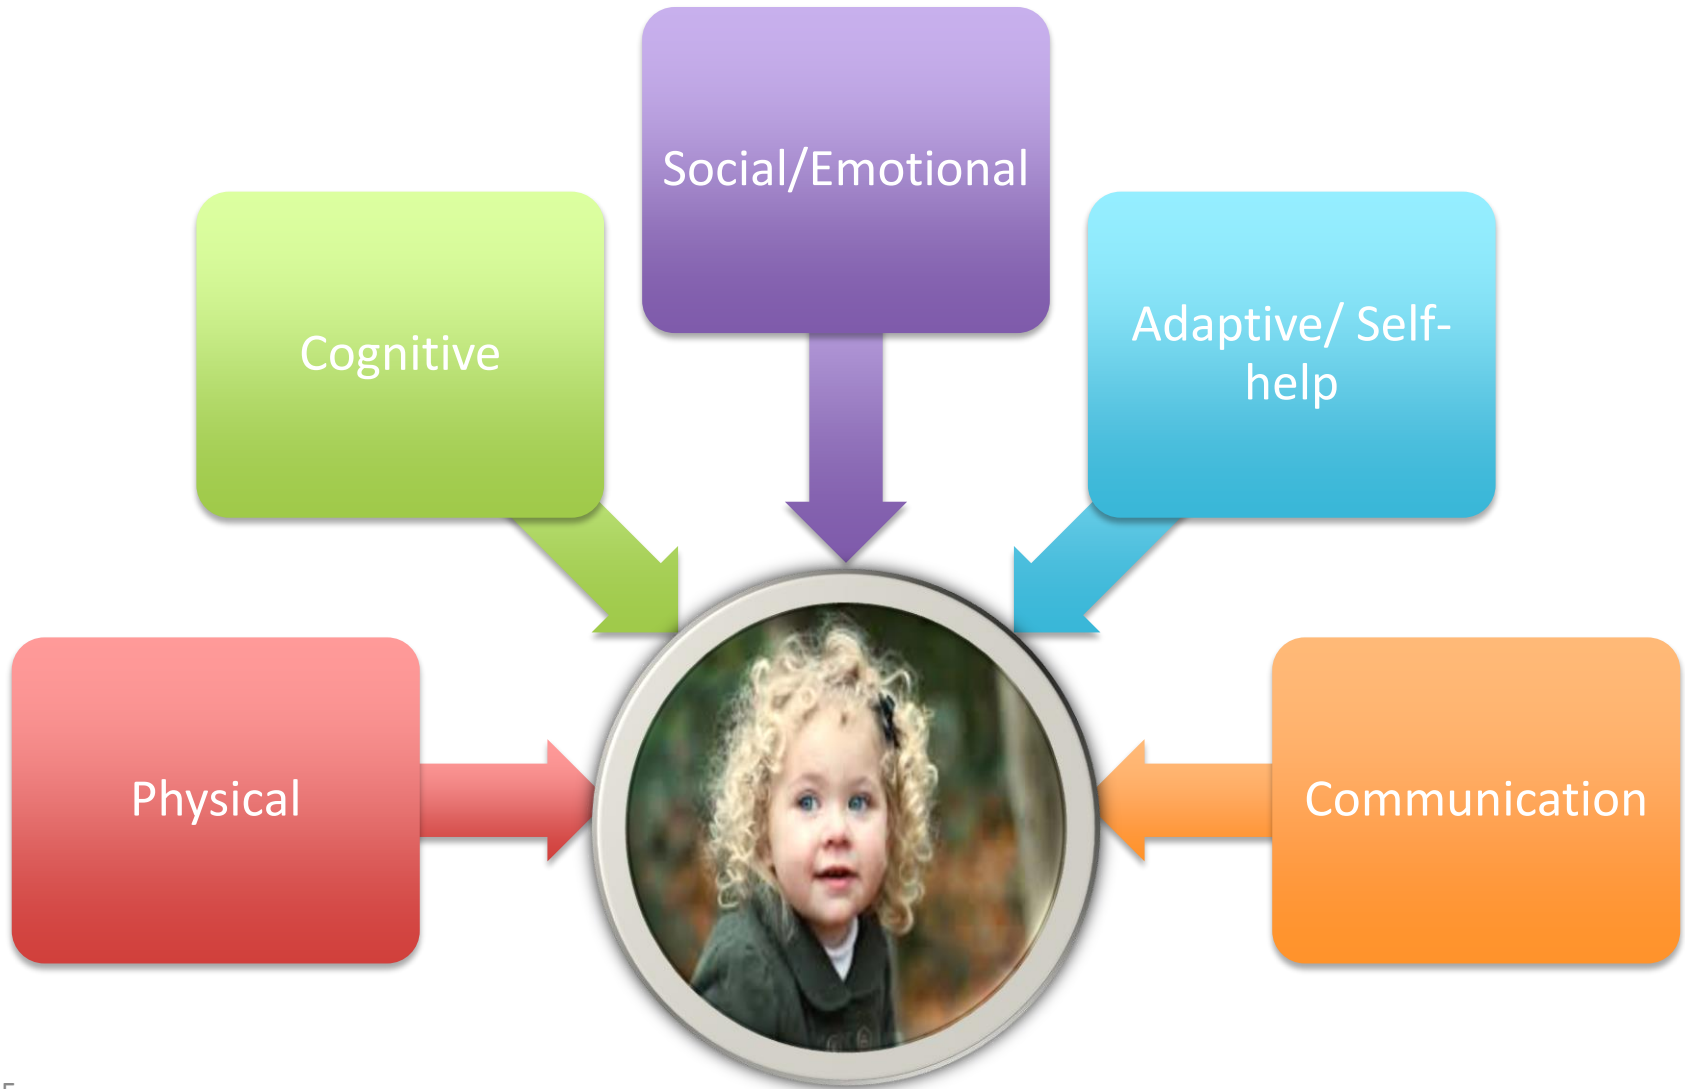 Social/Emotional
Cognitive
Adaptive/ Self-
help
Physical
Communication